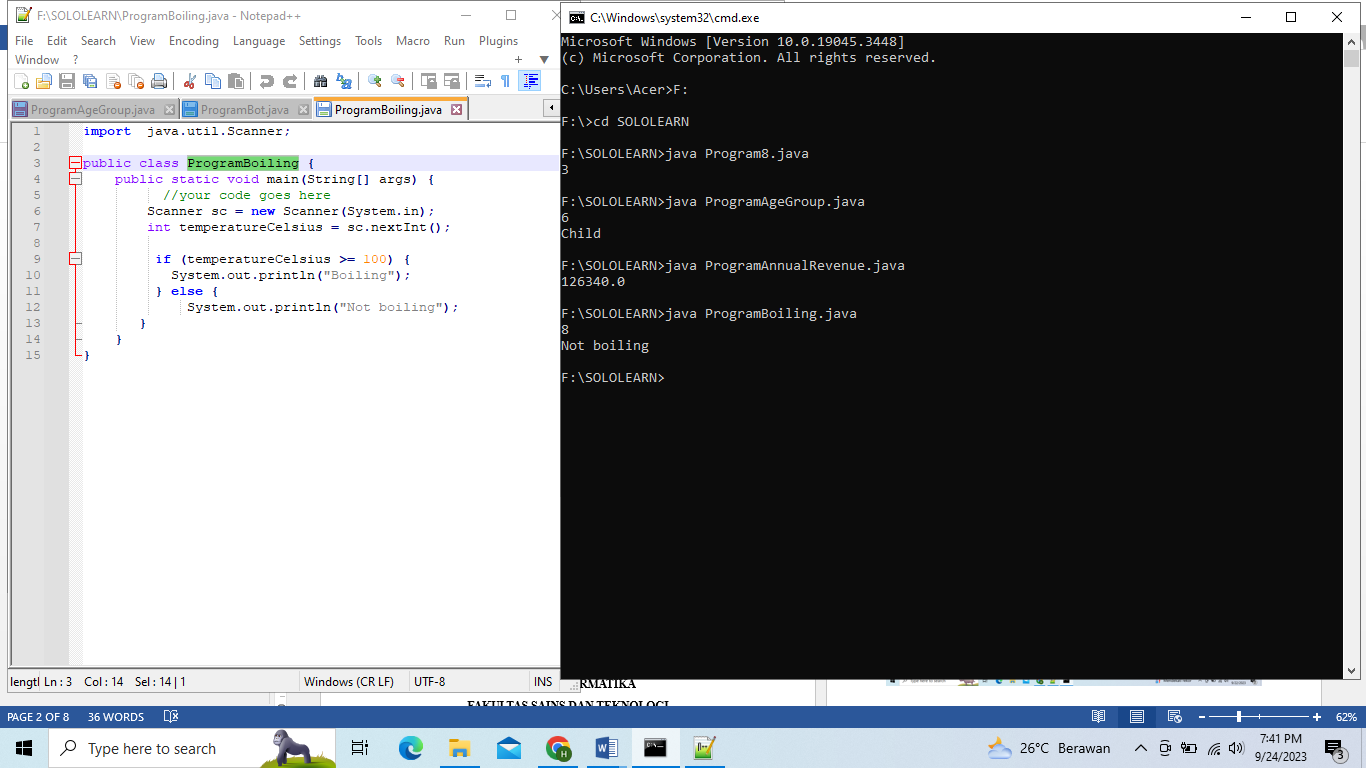 F:\SOLOLEARN\ProgramBoiling.java - Notepad++
File Edit Search View Encoding Language Settings Tools Macro Run Plugins
Window ? +
ProgramAgeGroup.java ProgramBot.java ProgramBoiling.java
1 import  java.util.Scanner;
2
3 public class ProgramBoiling {
4 public static void main(String[] args) {
5 //your code goes here
6 Scanner sc = new Scanner(System.in);
7 int temperatureCelsius = sc.nextInt();
8
9 if (temperatureCelsius >= 100) {
10 System.out.println("Boiling");
11 } else {
12 System.out.println("Not boiling");
13 }
14 }
15 }
lengtl Ln : 3 Col : 14 Sel : 14 | 1 Windows (CR LF) UTF-8 INS
C:\Windows\system32\cmd.exe
Microsoft Windows [Version 10.0.19045.3448]
(c) Microsoft Corporation. All rights reserved.
C:\Users\Acer>F:
F:\>cd SOLOLEARN
F:\SOLOLEARN>java Program8.java
3
F:\SOLOLEARN>java ProgramAgeGroup.java
6
Child
F:\SOLOLEARN>java ProgramAnnualRevenue.java
126340.0
F:\SOLOLEARN>java ProgramBoiling.java
8
Not boiling
F:\SOLOLEARN>
RMATIKA
FAKULTAS SAINS DAN TEKNOLOGI
PAGE 2 OF 8 36 WORDS 62%
Type here to search
26°C Berawan
7:41 PM
9/24/2023
3